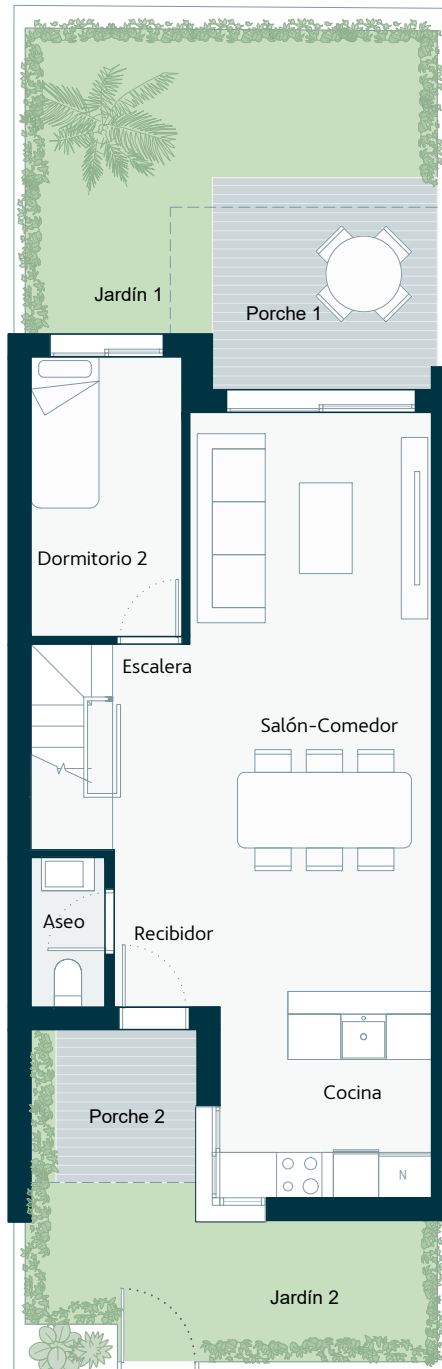 Jardín 1
Porche 1
Dormitorio 2
Escalera
Salón-Comedor
Aseo
Recibidor
Cocina
Porche 2
N
Jardín 2